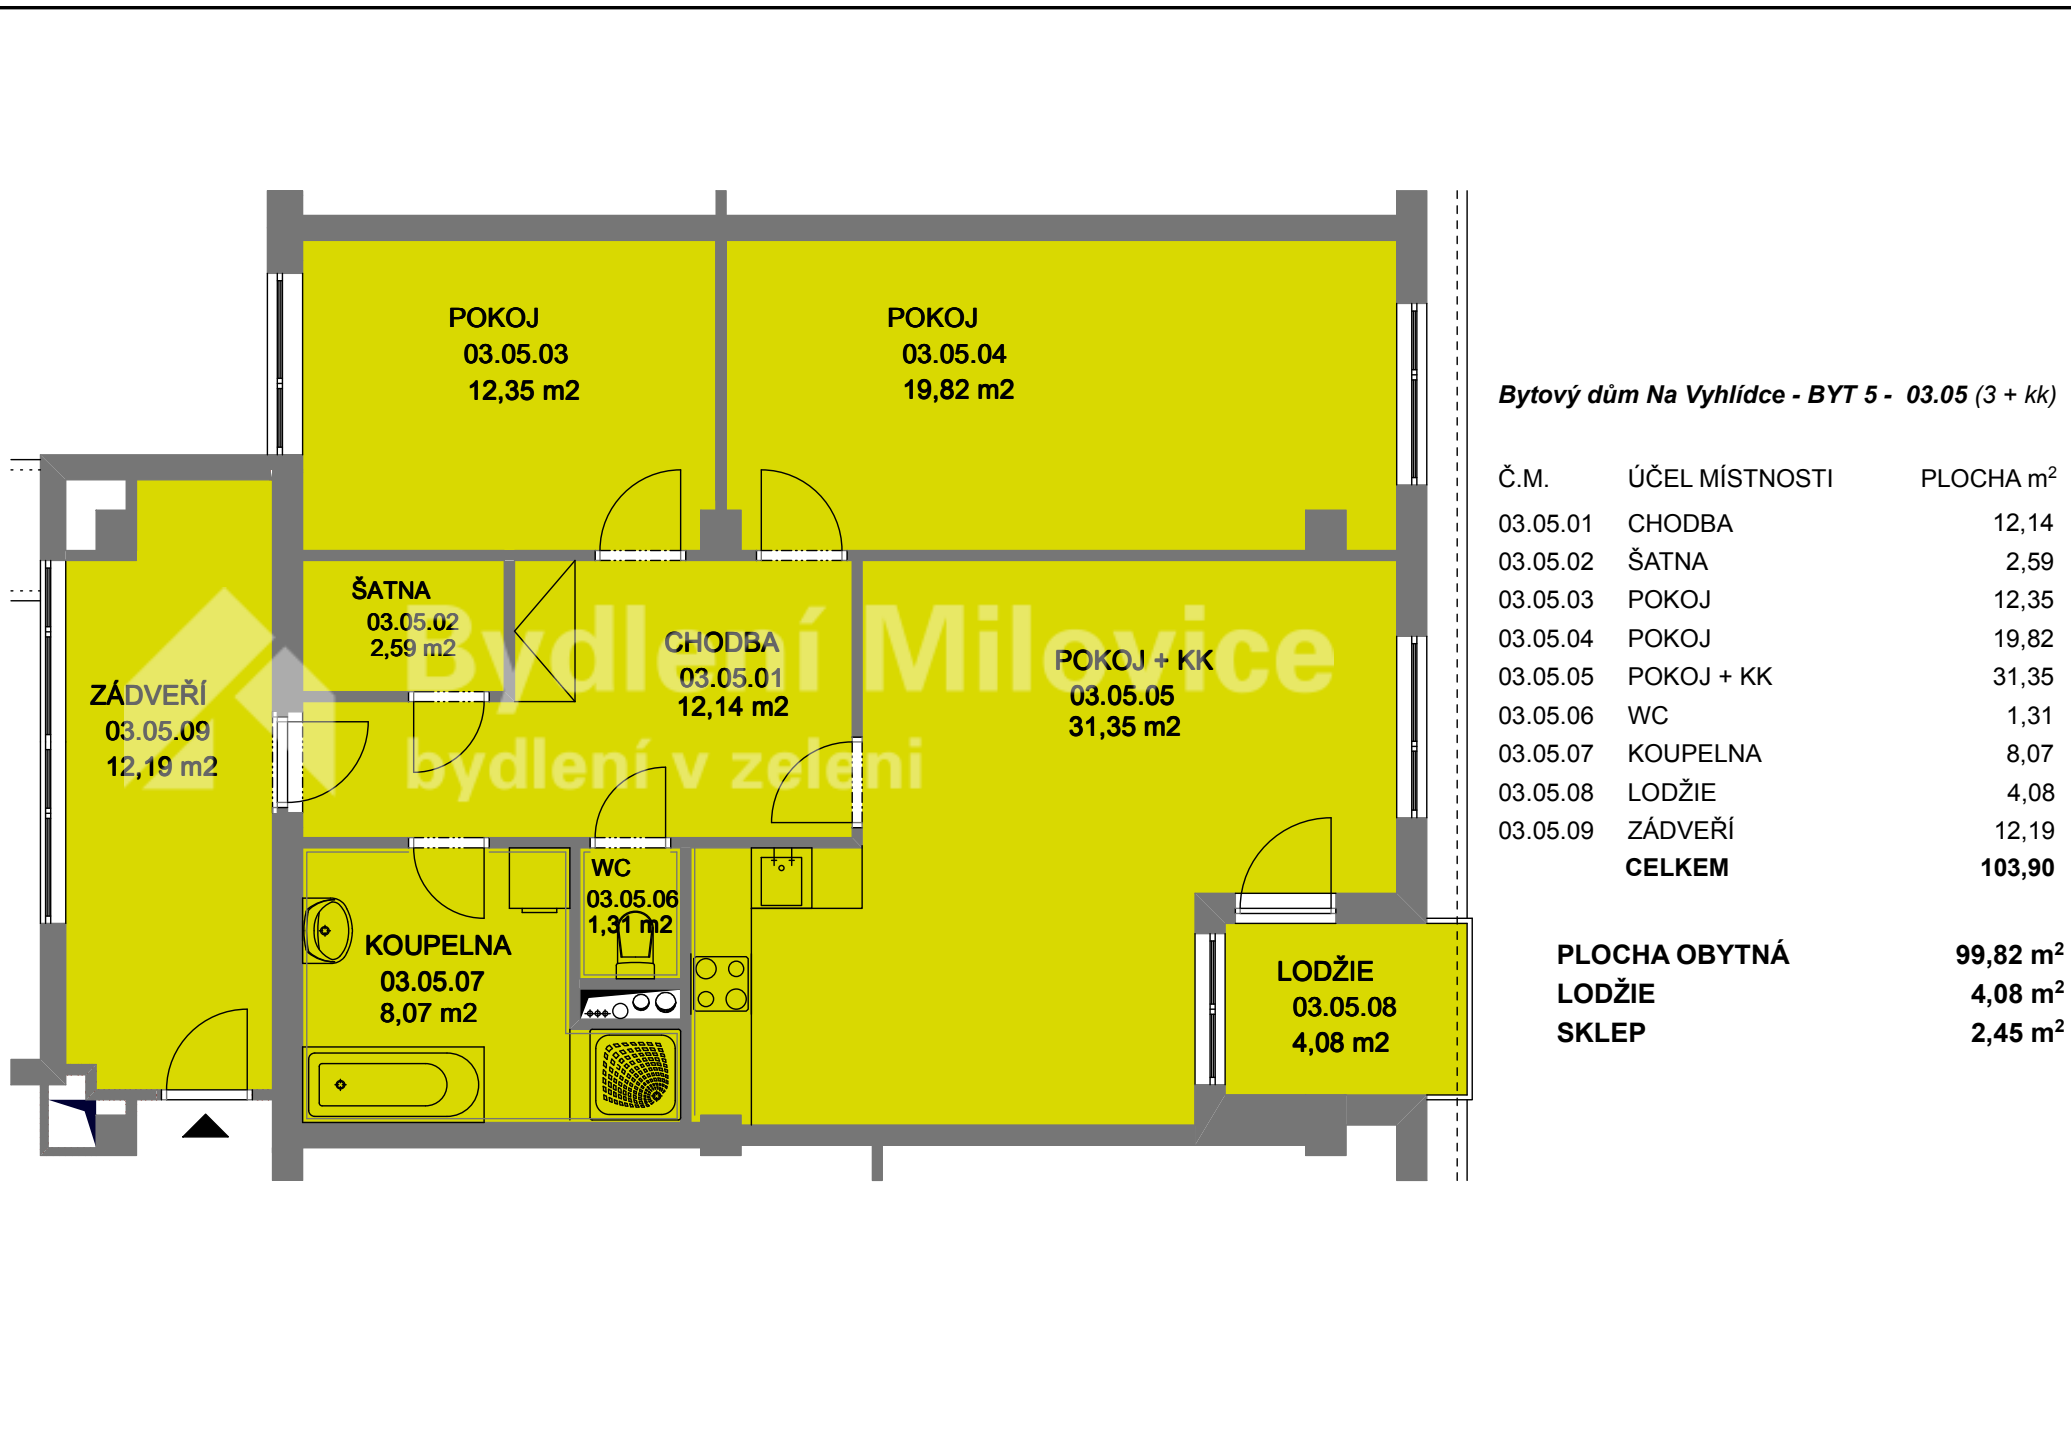 POKOJ
03.05.03
12,35 m2
POKOJ
03.05.04
19,82 m2
ŠATNA
03.05.02
2,59 m2
CHODBA
03.05.01
12,14 m2
POKOJ + KK
03.05.05
31,35 m2
ZÁDVEŘÍ
03.05.09
12,19 m2
Bydlení Milovice
bydlení v zeleni
WC
03.05.06
1,31 m2
KOUPELNA
03.05.07
8,07 m2
LODŽIE
03.05.08
4,08 m2
Bytový dům Na Vyhlídce - BYT 5 - 03.05 (3 + kk)
Č.M. ÚČEL MÍSTNOSTI PLOCHA m²
03.05.01 CHODBA 12,14
03.05.02 ŠATNA 2,59
03.05.03 POKOJ 12,35
03.05.04 POKOJ 19,82
03.05.05 POKOJ + KK 31,35
03.05.06 WC 1,31
03.05.07 KOUPELNA 8,07
03.05.08 LODŽIE 4,08
03.05.09 ZÁDVEŘÍ 12,19
CELKEM 103,90
PLOCHA OBYTNÁ 99,82 m²
LODŽIE 4,08 m²
SKLEP 2,45 m²